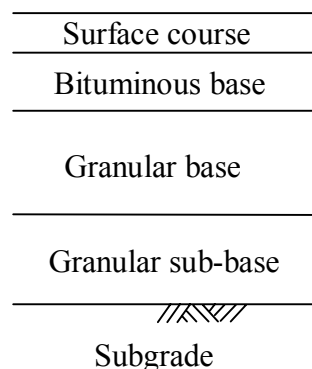 Surface course
Bituminous base
Granular base
Granular sub-base
Subgrade